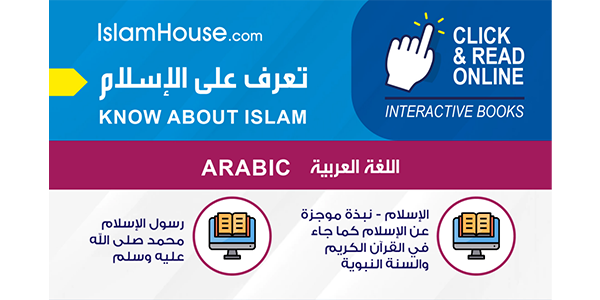 IslamHouse.com
تعرف على الإسلام
KNOW ABOUT ISLAM
CLICK
& READ
ONLINE
INTERACTIVE BOOKS
ARABIC اللغة العربية
الإسلام - نبذة موجزة
عن الإسلام كما جاء
في القرآن الكريم
والسنة النبوية
رسول الإسلام
محمد صلى الله
عليه وسلم